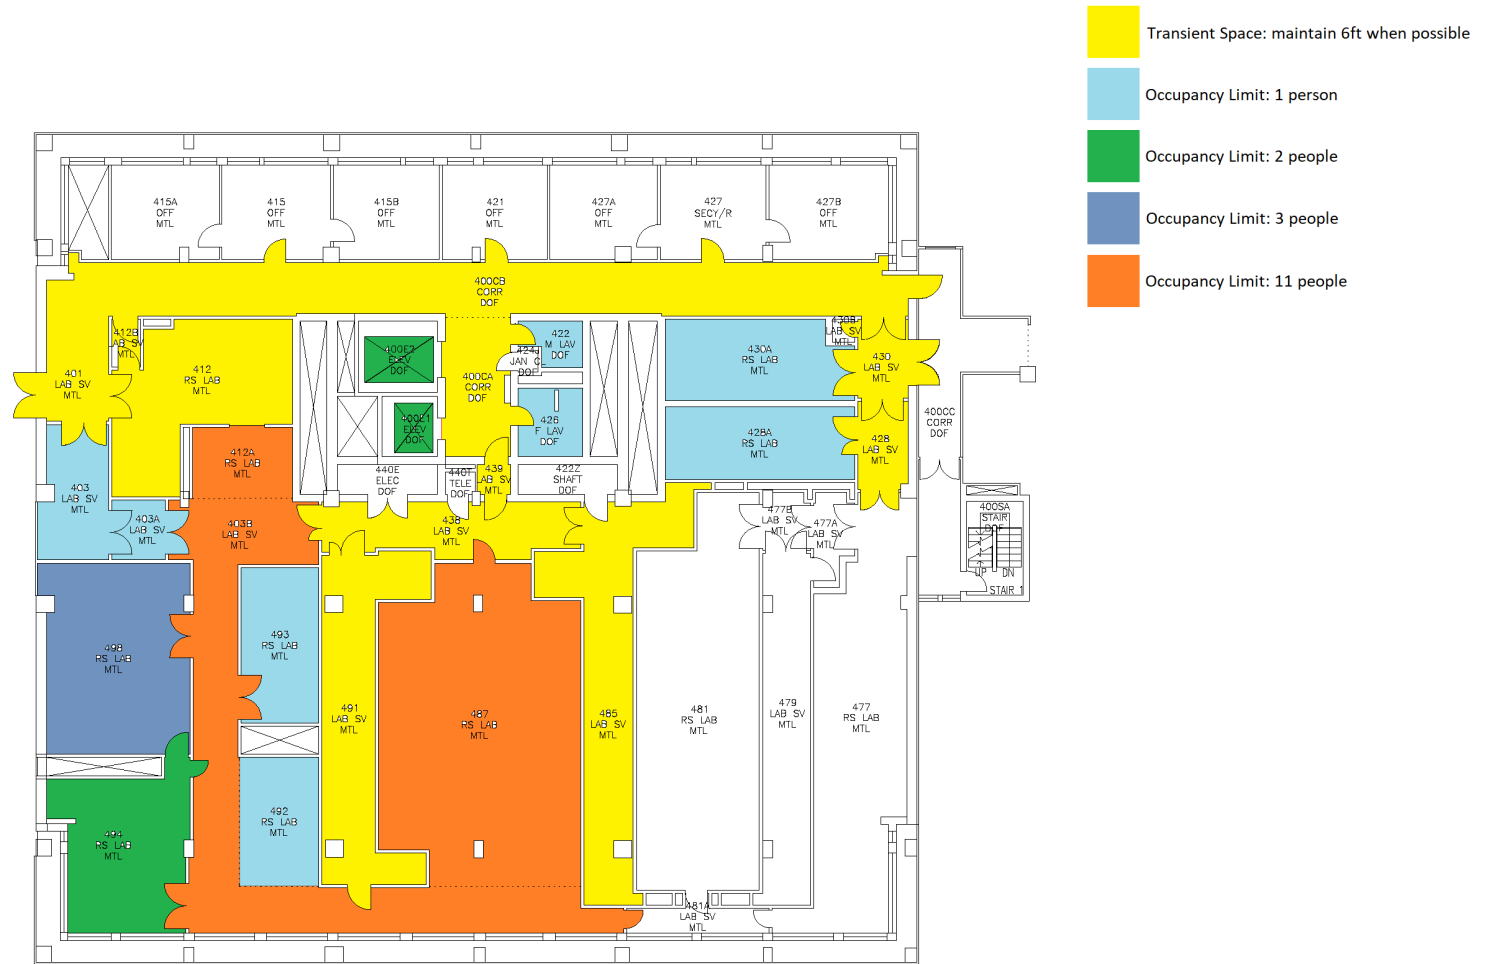 Transient Space: maintain 6ft when possible
Occupancy Limit: 1 person
Occupancy Limit: 2 people
Occupancy Limit: 3 people
Occupancy Limit: 11 people
415A
OFF
MTL
415
OFF
MTL
415B
OFF
MTL
421
OFF
MTL
427A
OFF
MTL
427
SECY/R
MTL
427B
OFF
MTL
400CB
CORR
DOF
412B
LAB SV
MTL
401
LAB SV
MTL
412
RS LAB
MTL
400E2
ELEV
DOF
400E1
ELEV
DOF
400CA
CORR
DOF
422
M LAV
DOF
424J
JAN CL
DOF
426
F LAV
DOF
430A
RS LAB
MTL
430B
LAB SV
MTL
430
LAB SV
MTL
428A
RS LAB
MTL
428
LAB SV
MTL
400CC
CORR
DOF
412A
RS LAB
MTL
440E
ELEC
DOF
440T
TELE
DOF
439
LAB SV
MTL
422Z
SHAFT
DOF
403
LAB SV
MTL
403A
LAB SV
MTL
403B
LAB SV
MTL
438
LAB SV
MTL
477B
LAB SV
MTL
477A
LAB SV
MTL
400SA
STAIR
DOF
UP DN
STAIR 1
498
RS LAB
MTL
493
RS LAB
MTL
491
LAB SV
MTL
487
RS LAB
MTL
485
LAB SV
MTL
481
RS LAB
MTL
479
LAB SV
MTL
477
RS LAB
MTL
494
RS LAB
MTL
492
RS LAB
MTL
481A
LAB SV
MTL